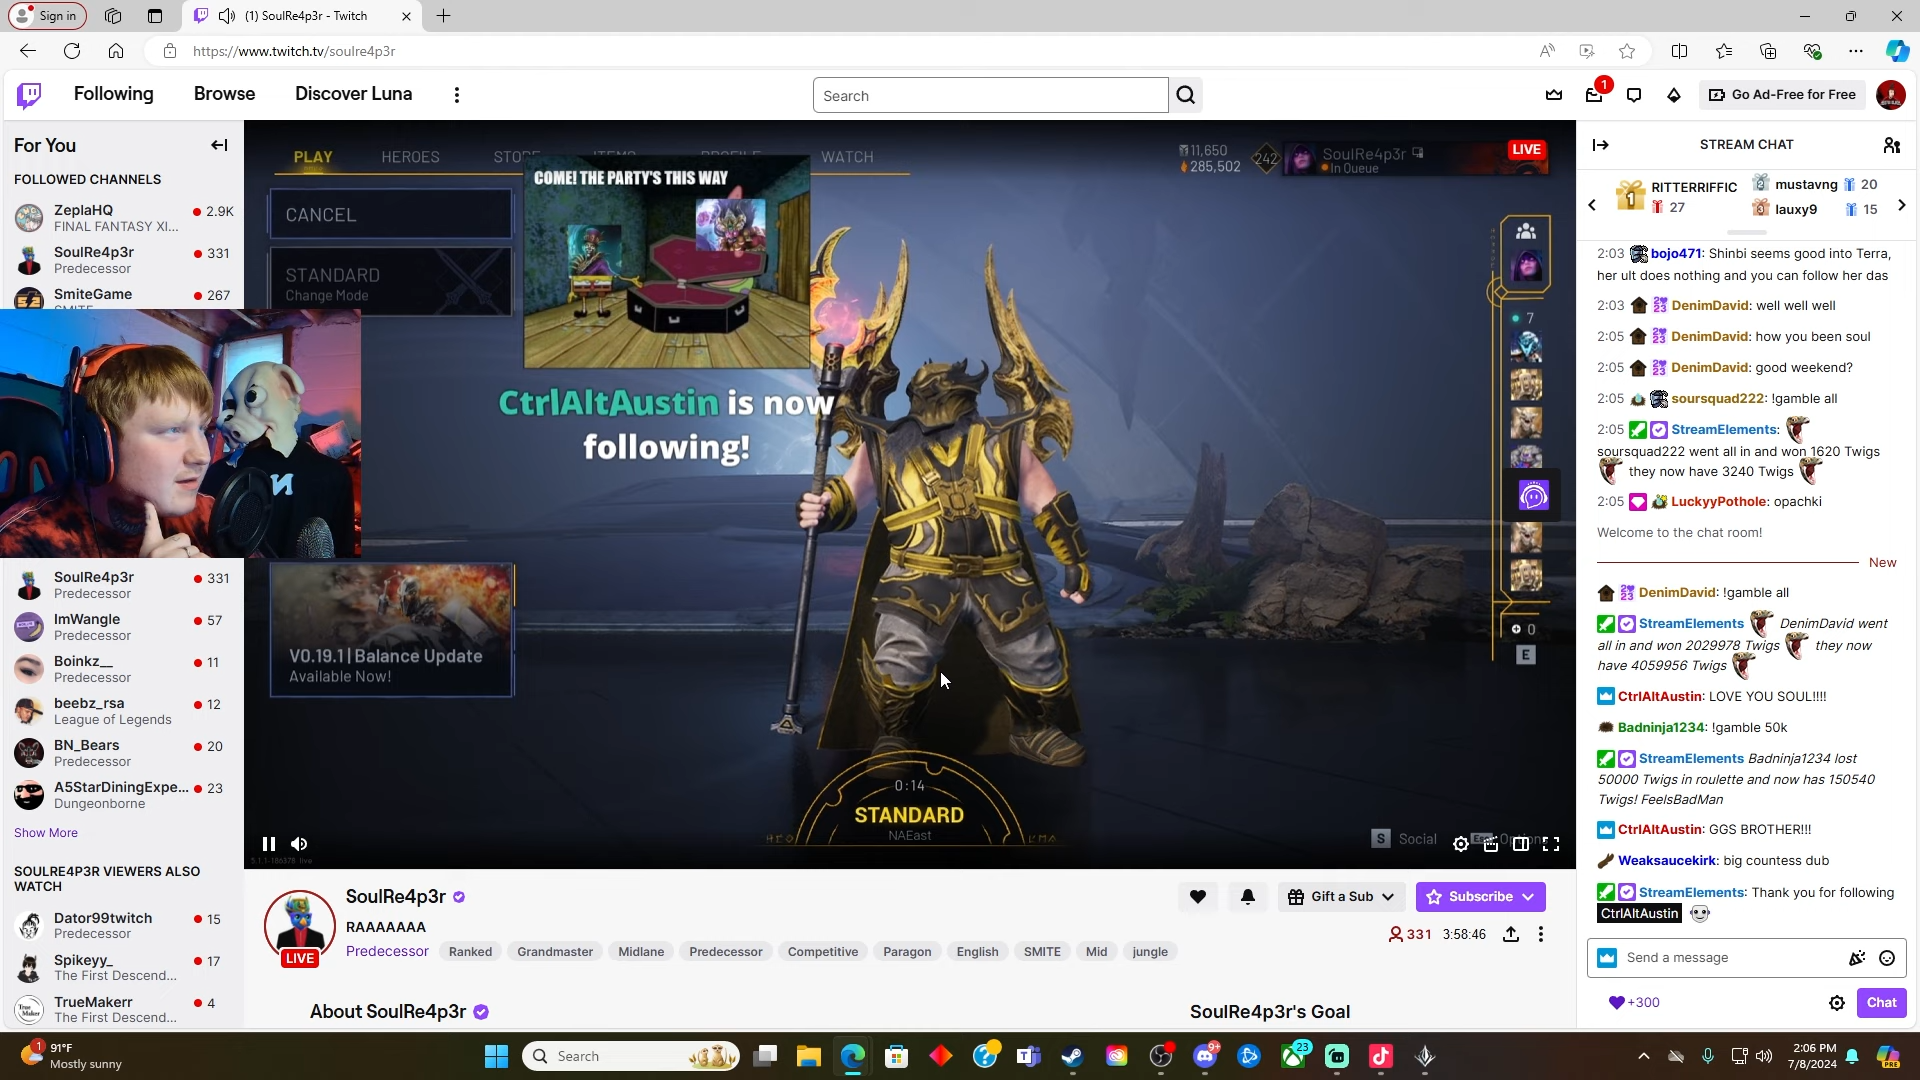 Sign in
(1) SoulRe4p3r - Twitch
https://www.twitch.tv/soulre4p3r
Following
Browse
Discover Luna
Search
1
Go Ad-Free for Free
For You
FOLLOWED CHANNELS
ZeplaHQ
2.9K
FINAL FANTASY XI...
SoulRe4p3r
331
Predecessor
SmiteGame
267
SoulRe4p3r
331
Predecessor
ImWangle
57
Predecessor
Boinkz__
11
Predecessor
beebz_rsa
12
League of Legends
BN_Bears
20
Predecessor
A5StarDiningExpe...
23
Dungeonborne
Show More
SOULRE4P3R VIEWERS ALSO
WATCH
Dator99twitch
15
Predecessor
Spikeyy_
17
The First Descend...
TrueMakerr
4
The First Descend...
PLAY
HEROES
WATCH
11,650
285,502
242
SoulRe4p3r
In Queue
LIVE
CANCEL
STANDARD
Change Mode
COME! THE PARTY'S THIS WAY
CtrlAltAustin is now
following!
7
0
E
V0.19.1 | Balance Update
Available Now!
0:14
STANDARD
NAEast
S Social
SoulRe4p3r
RAAAAAAA
Predecessor
Ranked
Grandmaster
Midlane
Predecessor
Competitive
Paragon
English
SMITE
Mid
jungle
LIVE
Gift a Sub
Subscribe
331
3:58:46
About SoulRe4p3r
SoulRe4p3r's Goal
STREAM CHAT
1
RITTERRIFFIC
27
2
mustavng
20
3
lauxy9
15
2:03 bojo471: Shinbi seems good into Terra,
her ult does nothing and you can follow her das
2:03 DenimDavid: well well well
2:05 DenimDavid: how you been soul
2:05 DenimDavid: good weekend?
2:05 soursquad222: !gamble all
2:05 StreamElements:
soursquad222 went all in and won 1620 Twigs
they now have 3240 Twigs
2:05 LuckyyPothole: opachki
Welcome to the chat room!
New
DenimDavid: !gamble all
StreamElements DenimDavid went
all in and won 2029978 Twigs they now
have 4059956 Twigs
CtrlAltAustin: LOVE YOU SOUL!!!!
Badninja1234: !gamble 50k
StreamElements Badninja1234 lost
50000 Twigs in roulette and now has 150540
Twigs! FeelsBadMan
CtrlAltAustin: GGS BROTHER!!!
Weaksaucekirk: big countess dub
StreamElements: Thank you for following
CtrlAltAustin
Send a message
+300
Chat
1
91°F
Mostly sunny
Search
9+
23
2:06 PM
7/8/2024